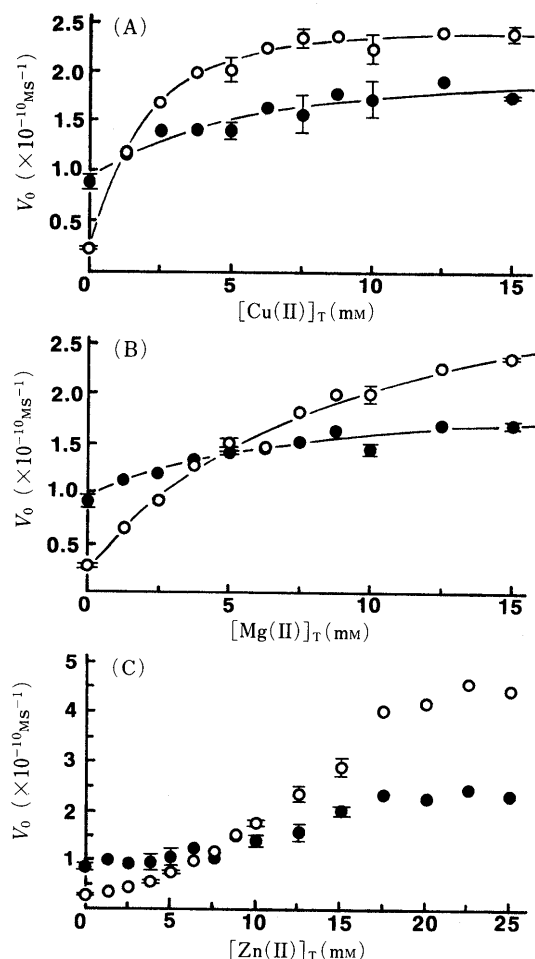 (A)
V₀ (×10⁻¹⁰Ms⁻¹)
2.5
2.0
1.5
1.0
0.5
0 5 10 15
[Cu(II)]T(mM)
(B)
V₀ (×10⁻¹⁰Ms⁻¹)
2.5
2.0
1.5
1.0
0.5
0 5 10 15
[Mg(II)]T(mM)
(C)
V₀ (×10⁻¹⁰Ms⁻¹)
5
4
3
2
1
0 5 10 15 20 25
[Zn(II)]T(mM)